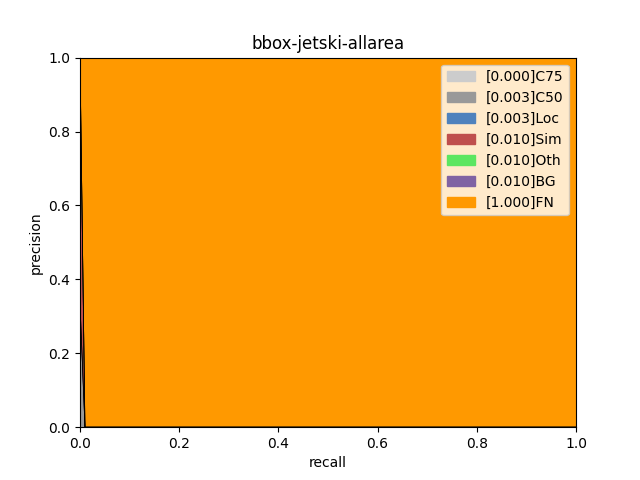 bbox-jetski-allarea
1.0
0.8
0.6
0.4
0.2
0.0
precision
[0.000]C75
[0.003]C50
[0.003]Loc
[0.010]Sim
[0.010]Oth
[0.010]BG
[1.000]FN
0.0 0.2 0.4 0.6 0.8 1.0
recall